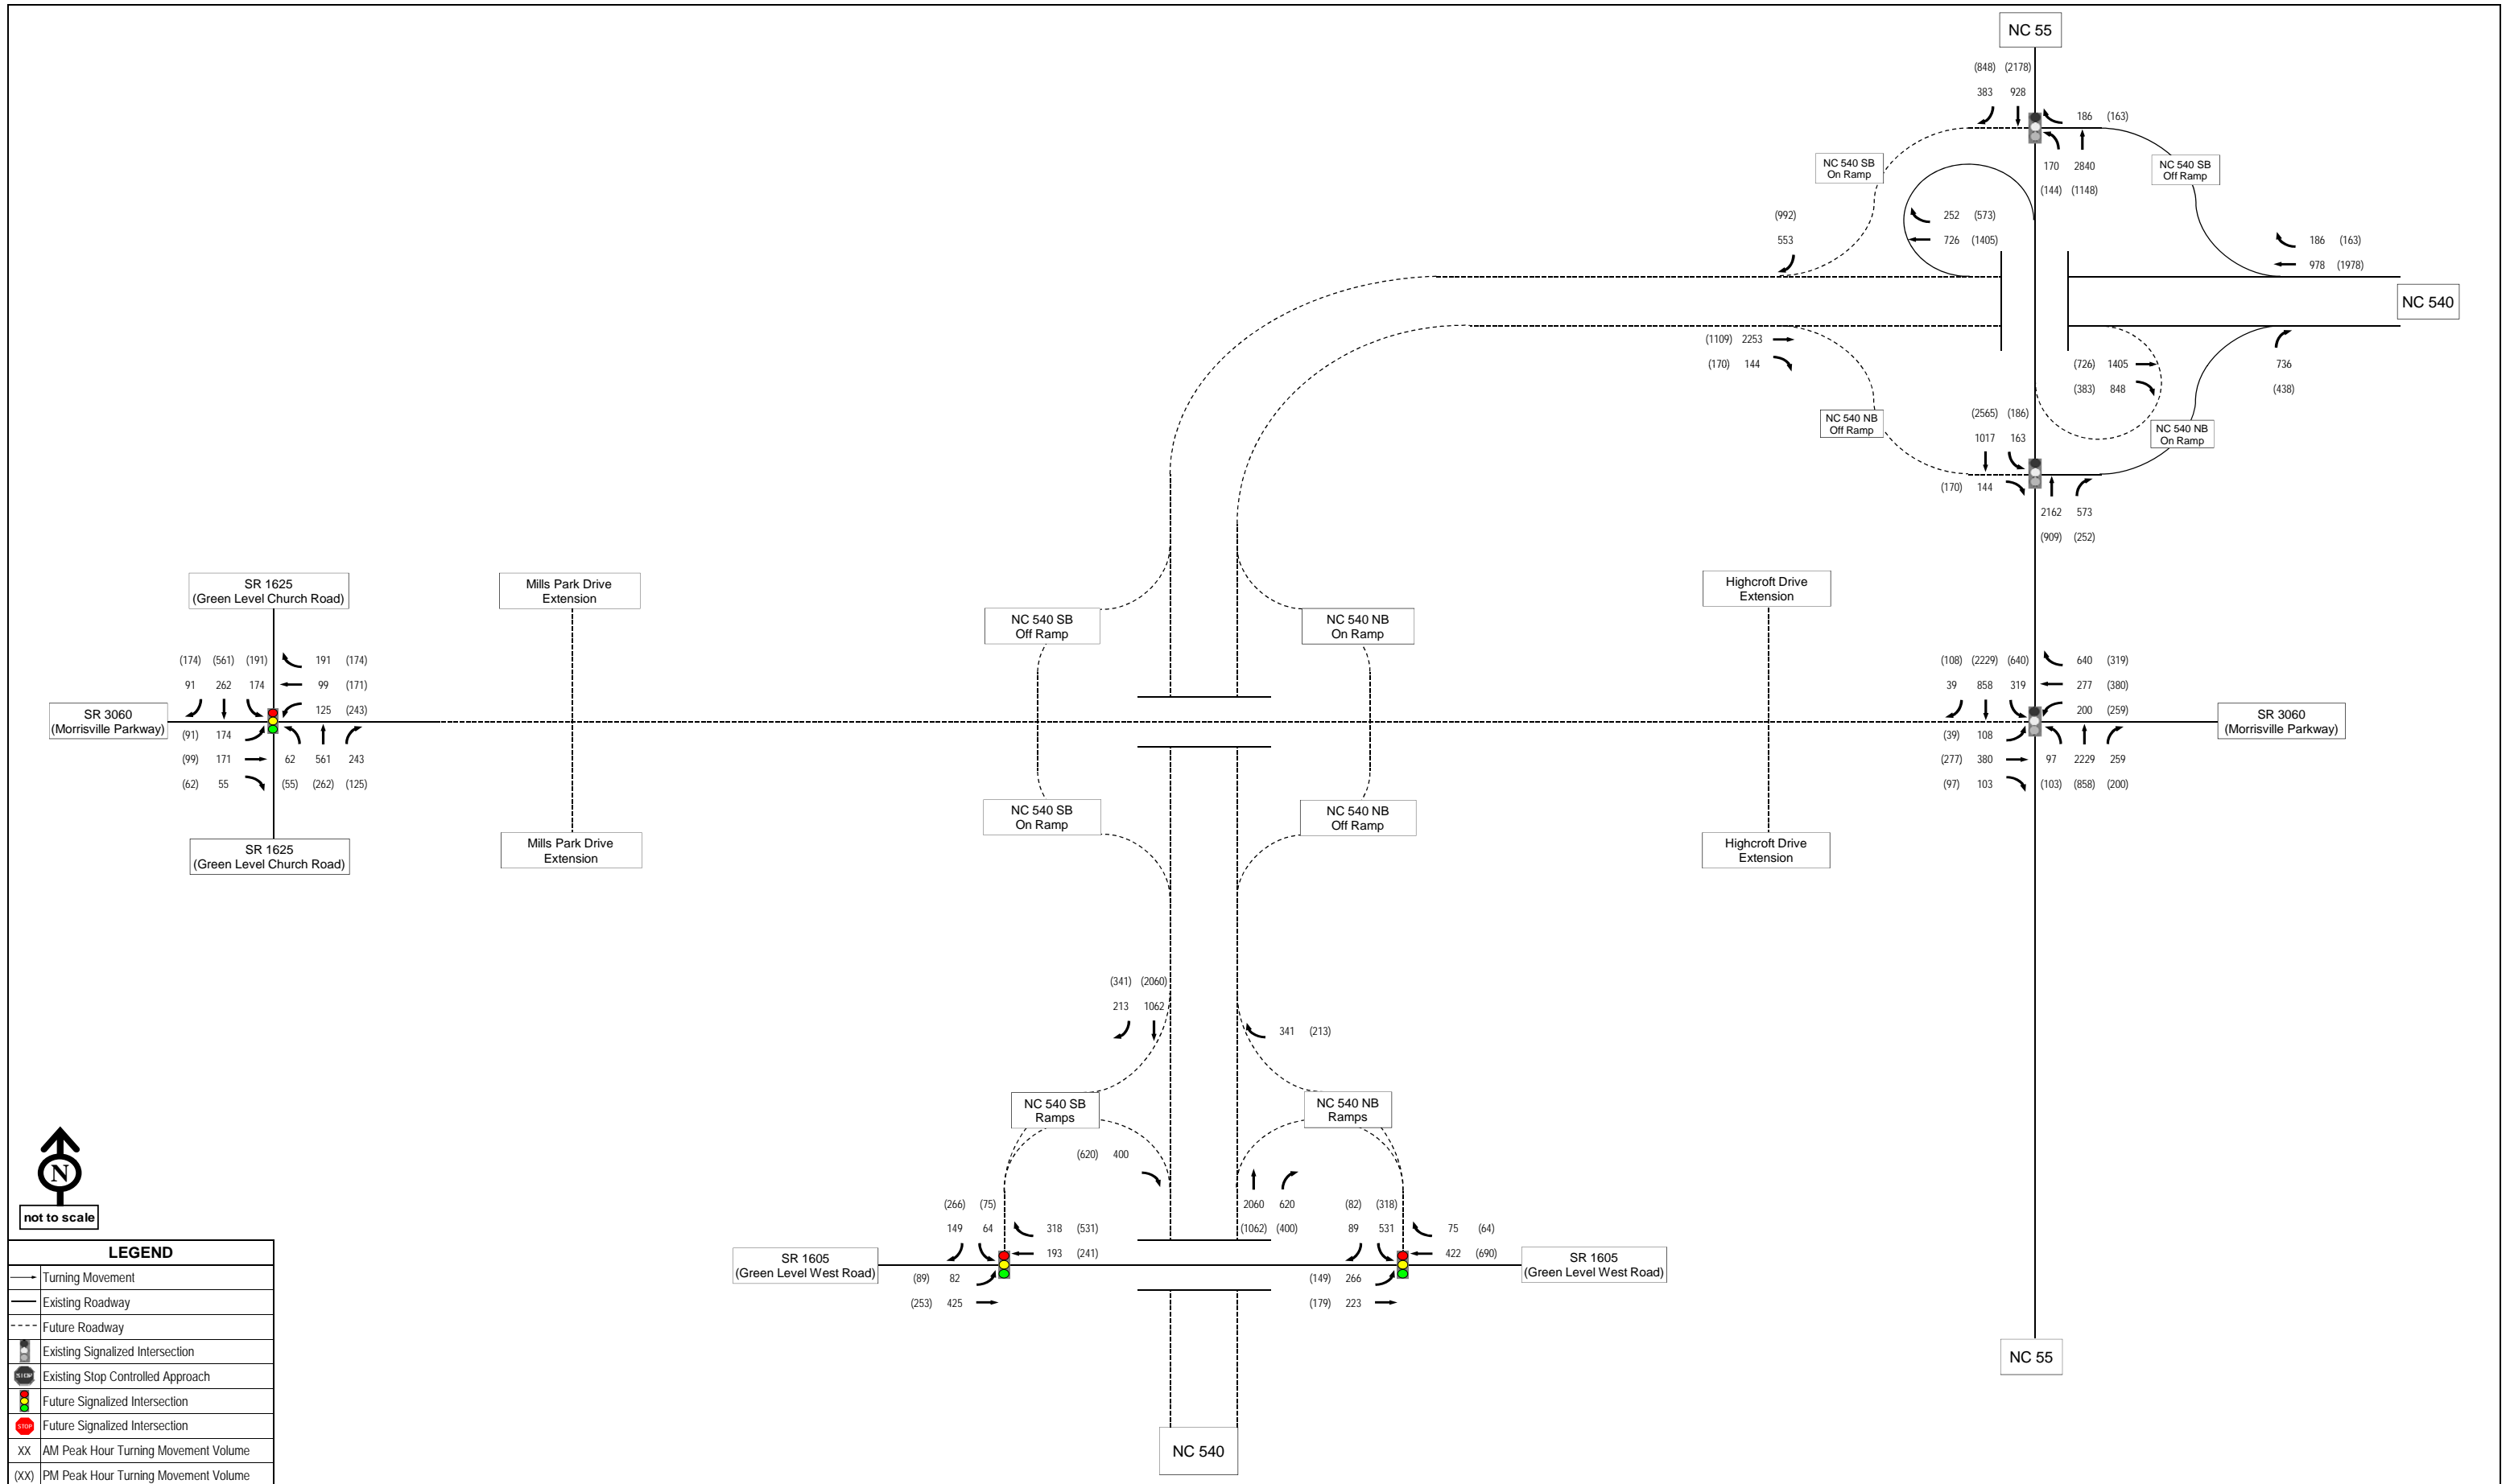 NC 55
(848) (2178)
383 928
186 (163)
170 2840
(144) (1148)
NC 540 SB
On Ramp
NC 540 SB
Off Ramp
(992)
553
252 (573)
726 (1405)
186 (163)
978 (1978)
NC 540
(1109) 2253
(170) 144
(726) 1405
(383) 848
736
(438)
NC 540 NB
Off Ramp
NC 540 NB
On Ramp
(2565) (186)
1017 163
(170) 144
2162 573
(909) (252)
SR 1625
(Green Level Church Road)
Mills Park Drive
Extension
NC 540 SB
Off Ramp
NC 540 NB
On Ramp
Highcroft Drive
Extension
(174) (561) (191)
91 262 174
191 (174)
99 (171)
125 (243)
SR 3060
(Morrisville Parkway)
(91) 174
(99) 171
(62) 55
62 561 243
(55) (262) (125)
(108) (2229) (640)
39 858 319
640 (319)
277 (380)
200 (259)
SR 3060
(Morrisville Parkway)
(39) 108
(277) 380
(97) 103
97 2229 259
(103) (858) (200)
SR 1625
(Green Level Church Road)
Mills Park Drive
Extension
NC 540 SB
On Ramp
NC 540 NB
Off Ramp
Highcroft Drive
Extension
(341) (2060)
213 1062
341 (213)
NC 540 SB
Ramps
NC 540 NB
Ramps
(620) 400
2060 620
(1062) (400)
(266) (75)
149 64
318 (531)
193 (241)
(82) (318)
89 531
75 (64)
422 (690)
SR 1605
(Green Level West Road)
(89) 82
(253) 425
(149) 266
(179) 223
SR 1605
(Green Level West Road)
NC 55
NC 540
N
not to scale
LEGEND
Turning Movement
Existing Roadway
Future Roadway
Existing Signalized Intersection
STOP Existing Stop Controlled Approach
Future Signalized Intersection
STOP Future Signalized Intersection
XX AM Peak Hour Turning Movement Volume
(XX) PM Peak Hour Turning Movement Volume